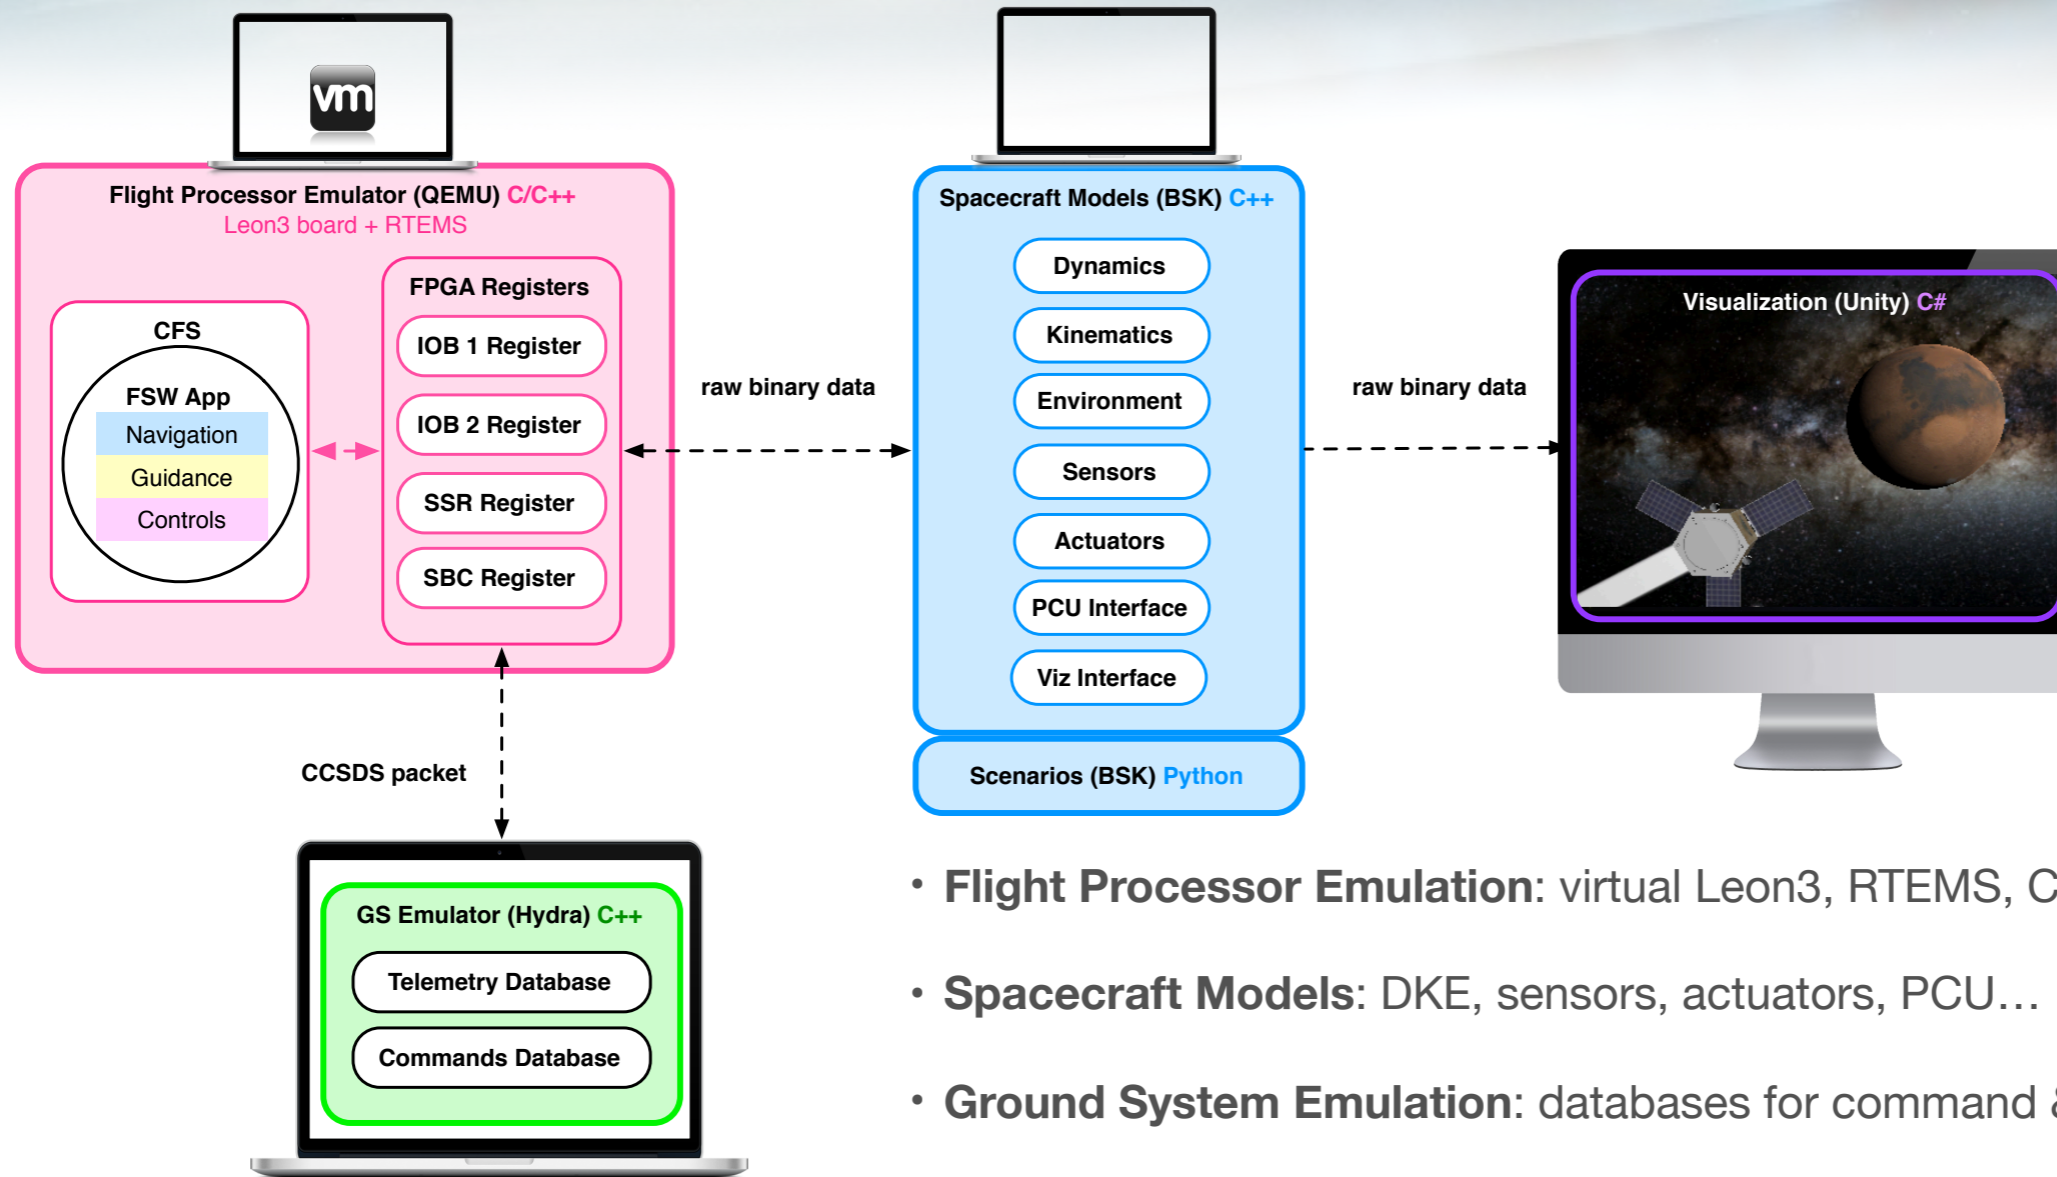 vm
Flight Processor Emulator (QEMU) C/C++
Leon3 board + RTEMS
CFS
FSW App
Navigation
Guidance
Controls
FPGA Registers
IOB 1 Register
IOB 2 Register
SSR Register
SBC Register
raw binary data
Spacecraft Models (BSK) C++
Dynamics
Kinematics
Environment
Sensors
Actuators
PCU Interface
Viz Interface
Scenarios (BSK) Python
raw binary data
Visualization (Unity) C#
CCSDS packet
GS Emulator (Hydra) C++
Telemetry Database
Commands Database
• Flight Processor Emulation: virtual Leon3, RTEMS, C
• Spacecraft Models: DKE, sensors, actuators, PCU…
• Ground System Emulation: databases for command &